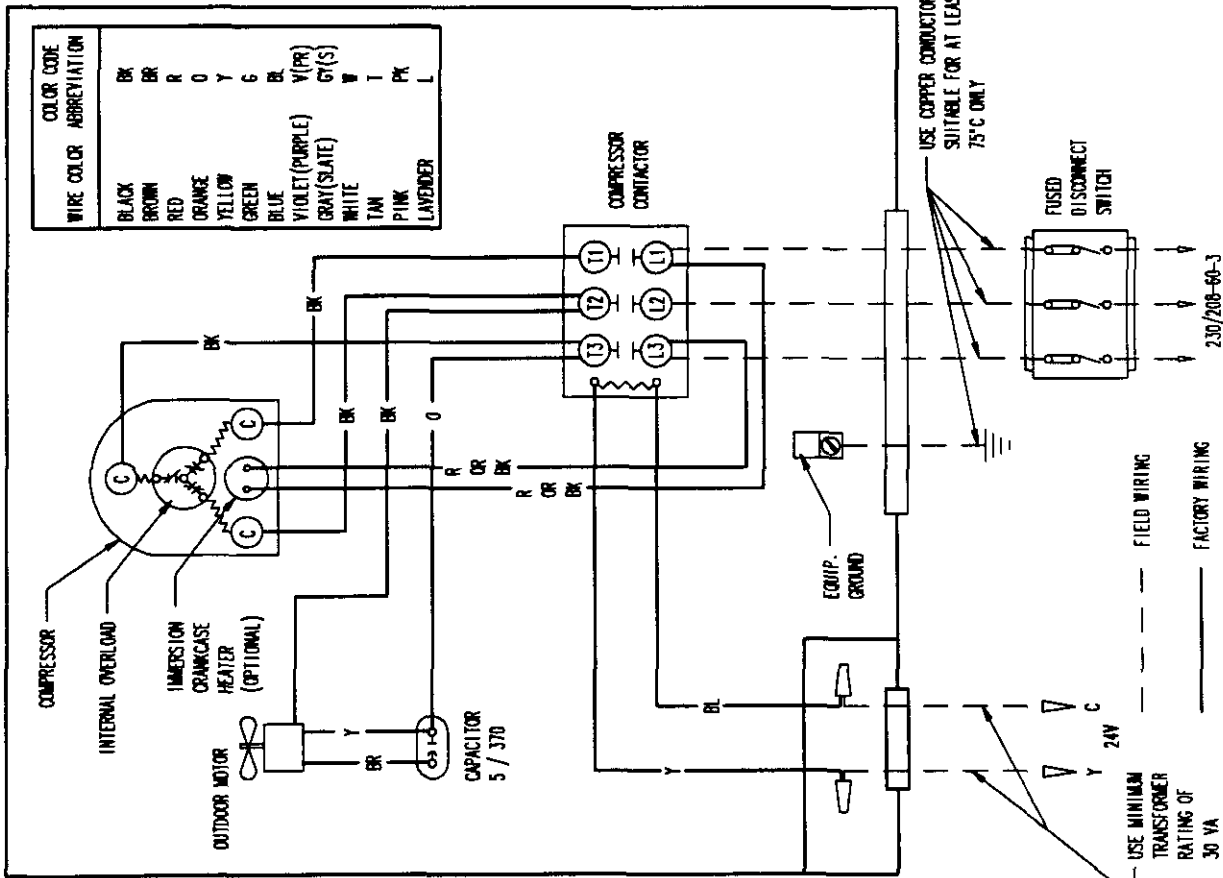 COLOR CODE
WIRE COLOR ABBREVIATION
BLACK BK
BROWN BR
RED R
ORANGE O
YELLOW Y
GREEN G
BLUE BL
VIOLET(PURPLE) V(PR)
GRAY(SLATE) GY(S)
WHITE W
TAN T
PINK PK
LAVENDER L
COMPRESSOR
INTERNAL OVERLOAD
IMMERSION
CRANKCASE
HEATER
(OPTIONAL)
C
C
C
OUTDOOR MOTOR
Y
BR
CAPACITOR
5 / 370
BK
BK
BK
BK
O
R OR BK
R OR BK
COMPRESSOR
CONTACTOR
T3
T2
T1
L3
L2
L1
EQUIP.
GROUND
Y
BL
USE COPPER CONDUCTOR
SUITABLE FOR AT LEAS
75°C ONLY
FUSED
DISCONNECT
SWITCH
230/208-60-3
Y
C
24V
USE MINIMUM
TRANSFORMER
RATING OF
30 VA
FIELD WIRING
FACTORY WIRING